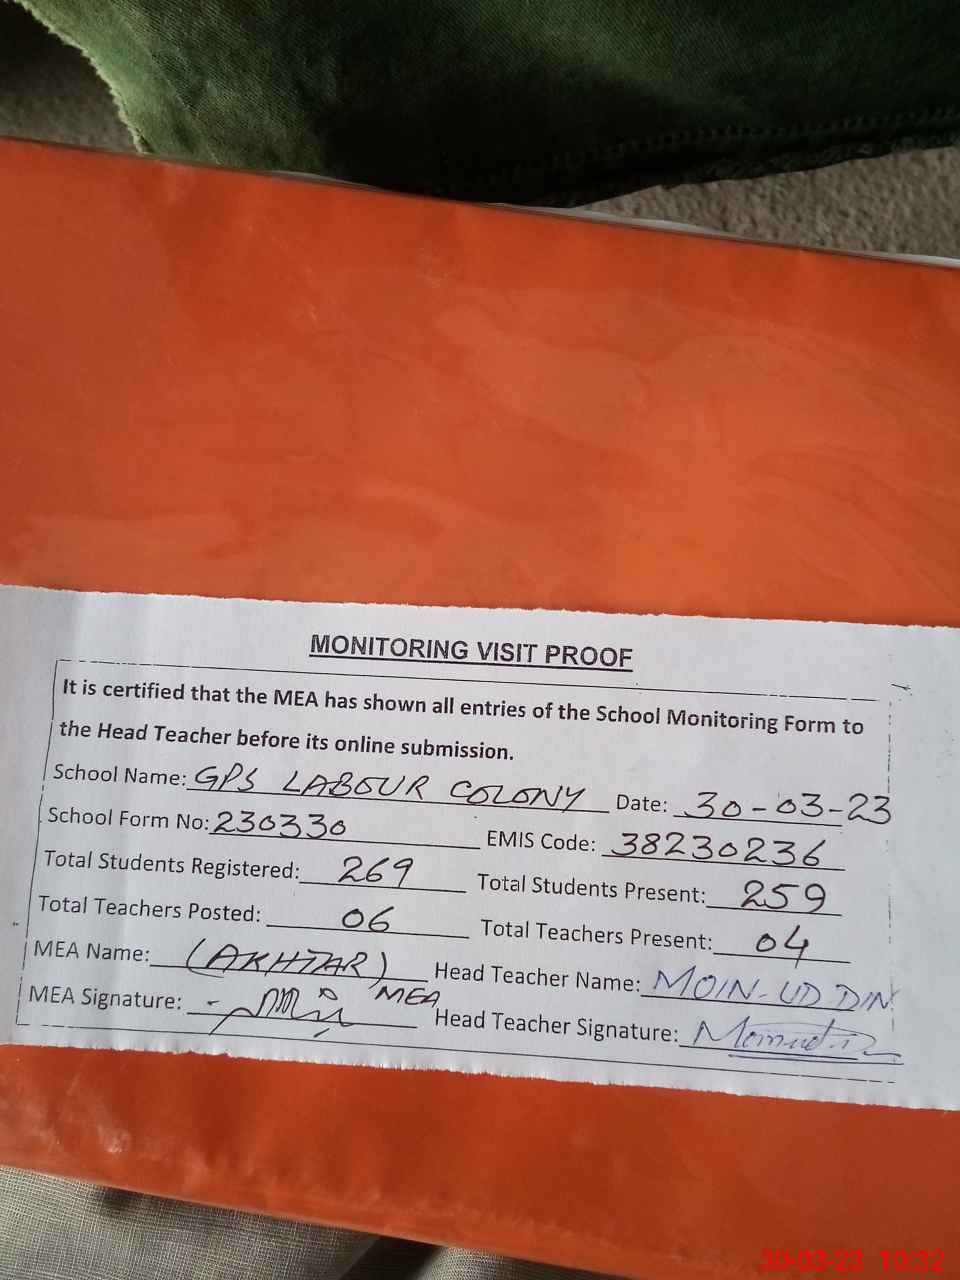 MONITORING VISIT PROOF
It is certified that the MEA has shown all entries of the School Monitoring Form to
the Head Teacher before its online submission.
School Name: GPS LABOUR COLONY Date: 30-03-23
School Form No: 230330 EMIS Code: 38230236
Total Students Registered: 269 Total Students Present: 259
Total Teachers Posted: 06 Total Teachers Present: 04
MEA Name: (AKHTAR) MEA Head Teacher Name: MOIN-UD DIN
MEA Signature: Head Teacher Signature:
30-03-23 10:32